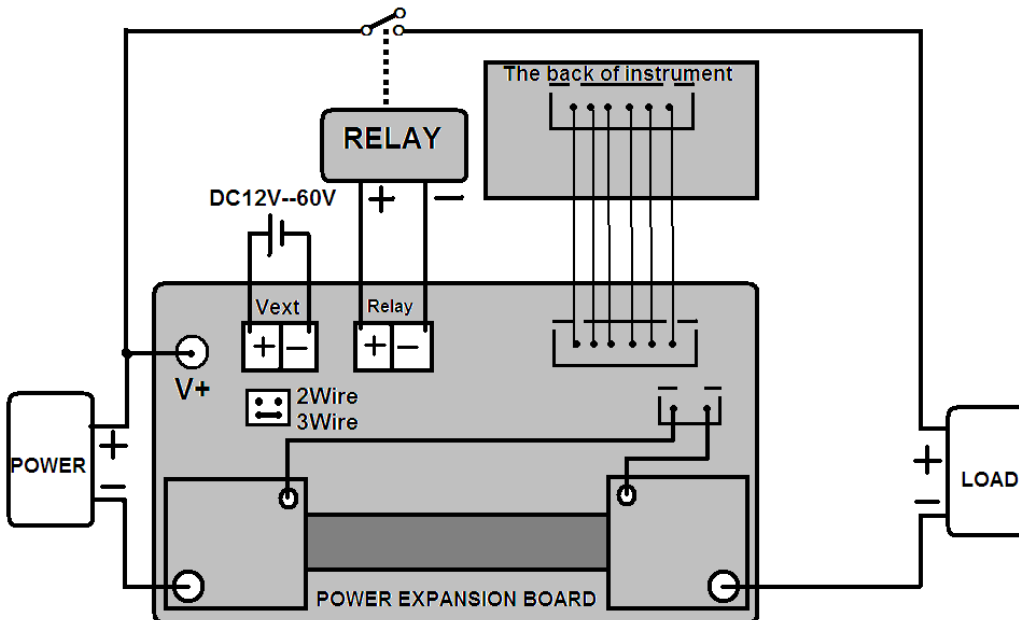 The back of instrument
RELAY
+ −
DC12V--60V
Vext
Relay
+ −
+ −
V+
2Wire
3Wire
POWER
+
−
LOAD
+
−
POWER EXPANSION BOARD